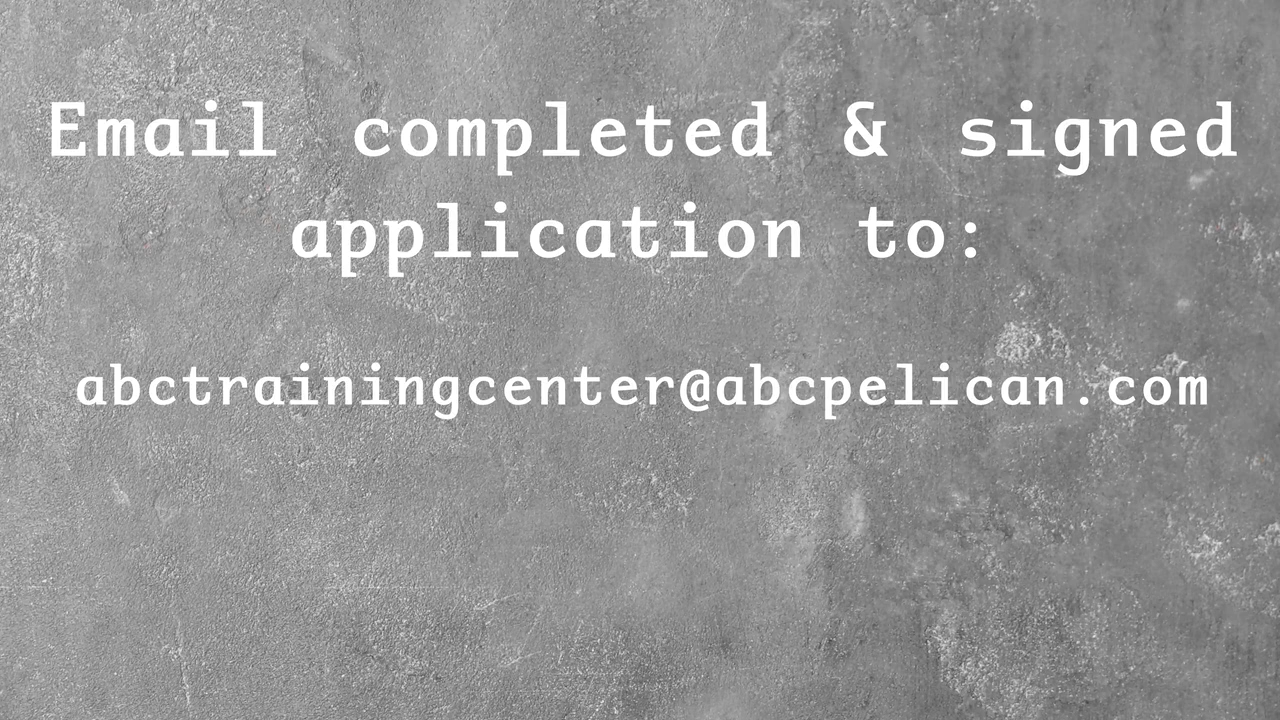 Email completed & signed
application to:
abctrainingcenter@abcpelican.com